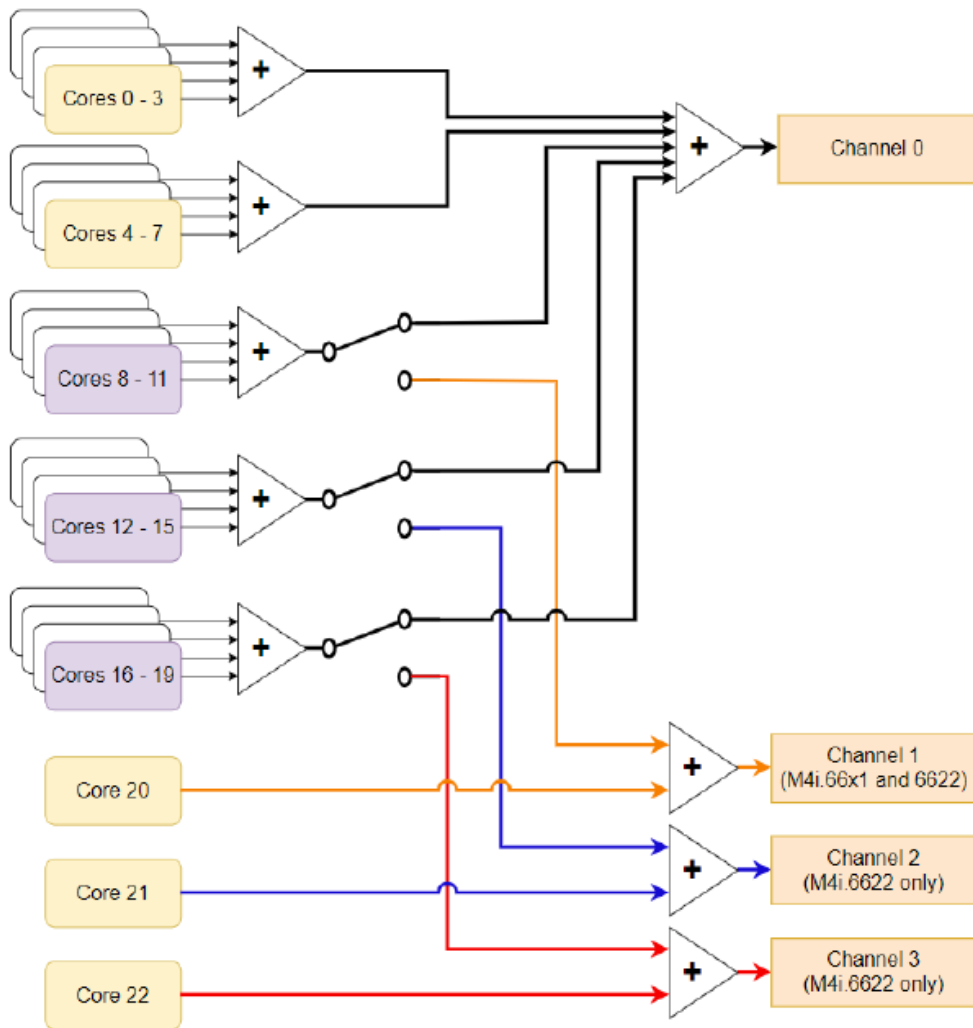 Cores 0 - 3
+
+
Channel 0
Cores 4 - 7
+
Cores 8 - 11
+
Cores 12 - 15
+
Cores 16 - 19
+
Core 20
+
Channel 1
(M4i.66x1 and 6622)
Core 21
+
Channel 2
(M4i.6622 only)
Core 22
+
Channel 3
(M4i.6622 only)